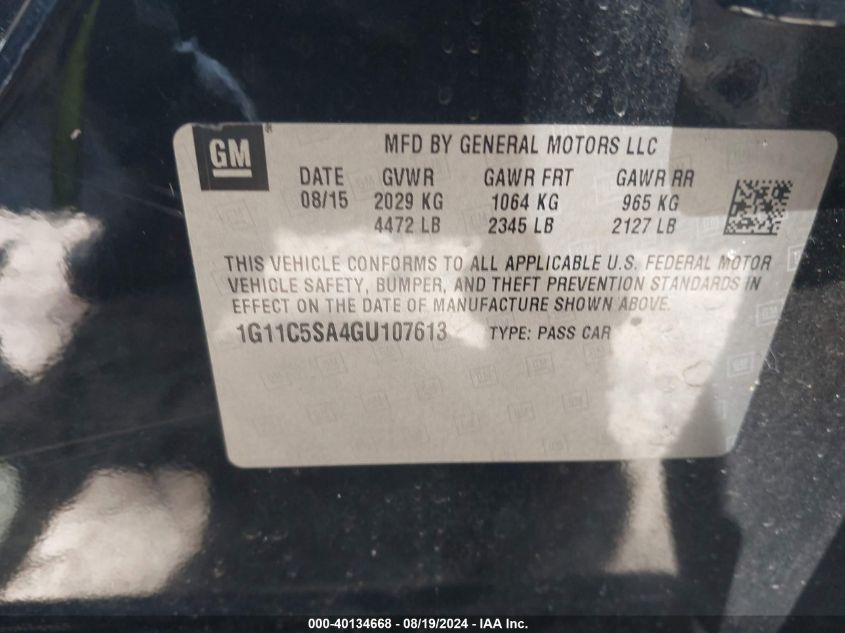 GM
MFD BY GENERAL MOTORS LLC
DATE GVWR GAWR FRT GAWR RR
08/15 2029 KG 1064 KG 965 KG
4472 LB 2345 LB 2127 LB
THIS VEHICLE CONFORMS TO ALL APPLICABLE U.S. FEDERAL MOTOR
VEHICLE SAFETY, BUMPER, AND THEFT PREVENTION STANDARDS IN
EFFECT ON THE DATE OF MANUFACTURE SHOWN ABOVE.
1G11C5SA4GU107613 TYPE: PASS CAR
000-40134668 - 08/19/2024 - IAA Inc.